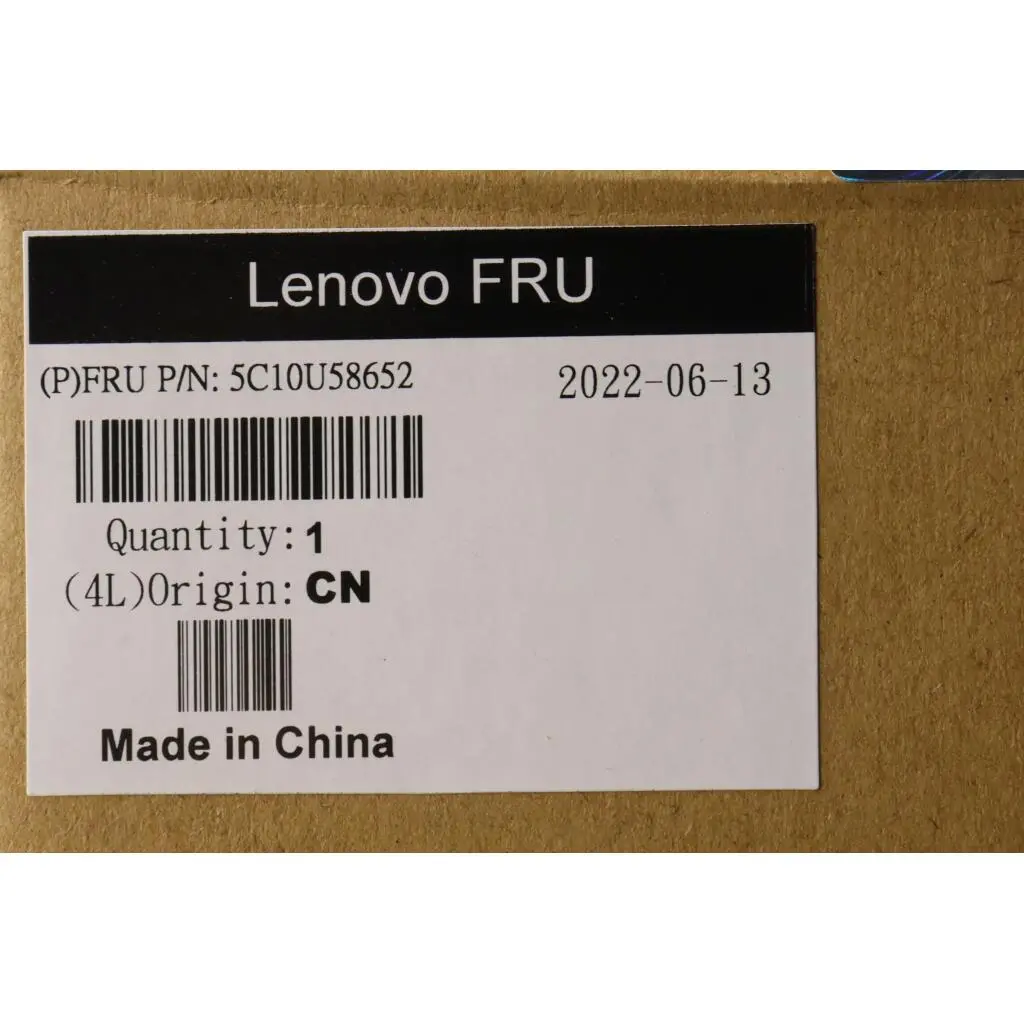 Lenovo FRU
(P)FRU P/N: 5C10U58652
2022-06-13
Quantity: 1
(4L)Origin: CN
Made in China